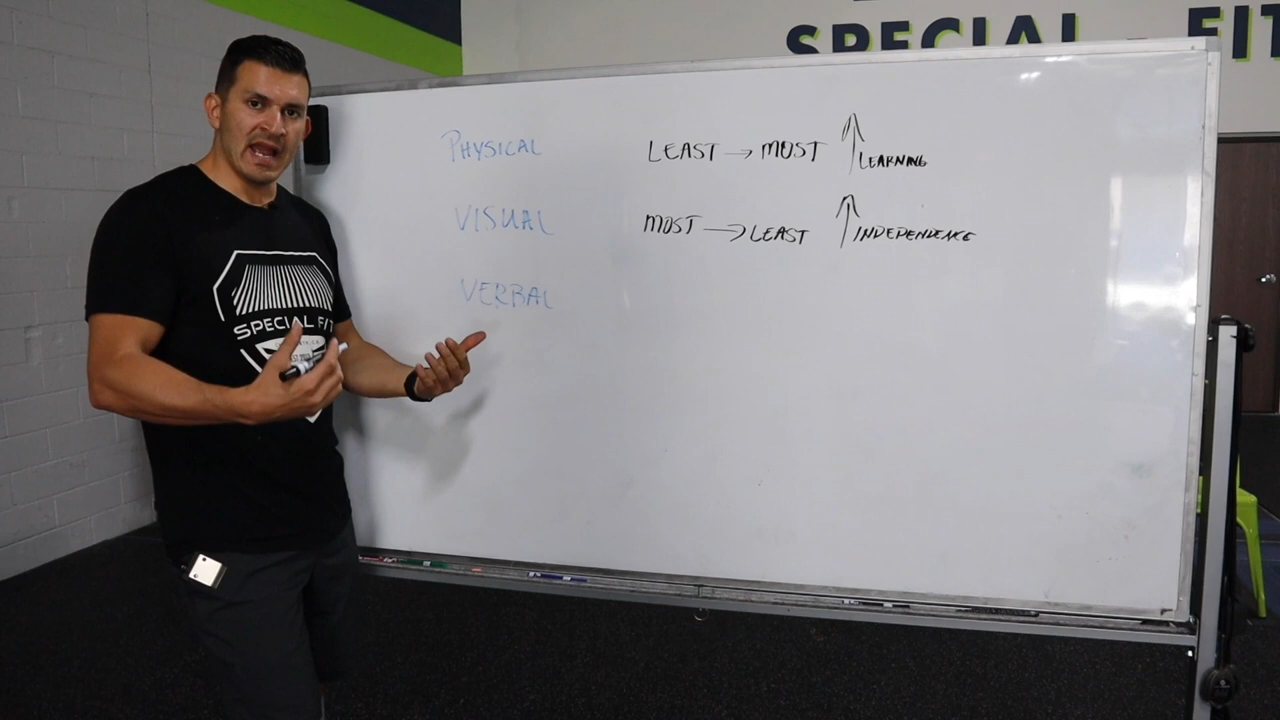 SPECIAL FIT
PHYSICAL LEAST → MOST ↑ LEARNING
VISUAL MOST → LEAST ↑ INDEPENDENCE
VERBAL
SPECIAL FIT